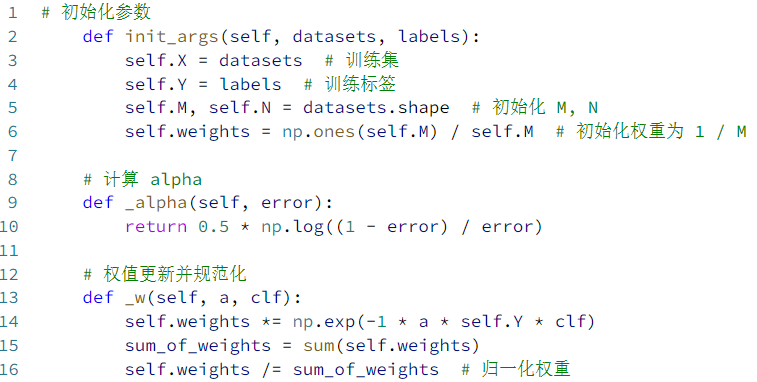 1 # 初始化参数
2     def init_args(self, datasets, labels):
3         self.X = datasets  # 训练集
4         self.Y = labels  # 训练标签
5         self.M, self.N = datasets.shape  # 初始化 M, N
6         self.weights = np.ones(self.M) / self.M  # 初始化权重为 1 / M
7
8     # 计算 alpha
9     def _alpha(self, error):
10         return 0.5 * np.log((1 - error) / error)
11
12     # 权值更新并规范化
13     def _w(self, a, clf):
14         self.weights *= np.exp(-1 * a * self.Y * clf)
15         sum_of_weights = sum(self.weights)
16         self.weights /= sum_of_weights  # 归一化权重